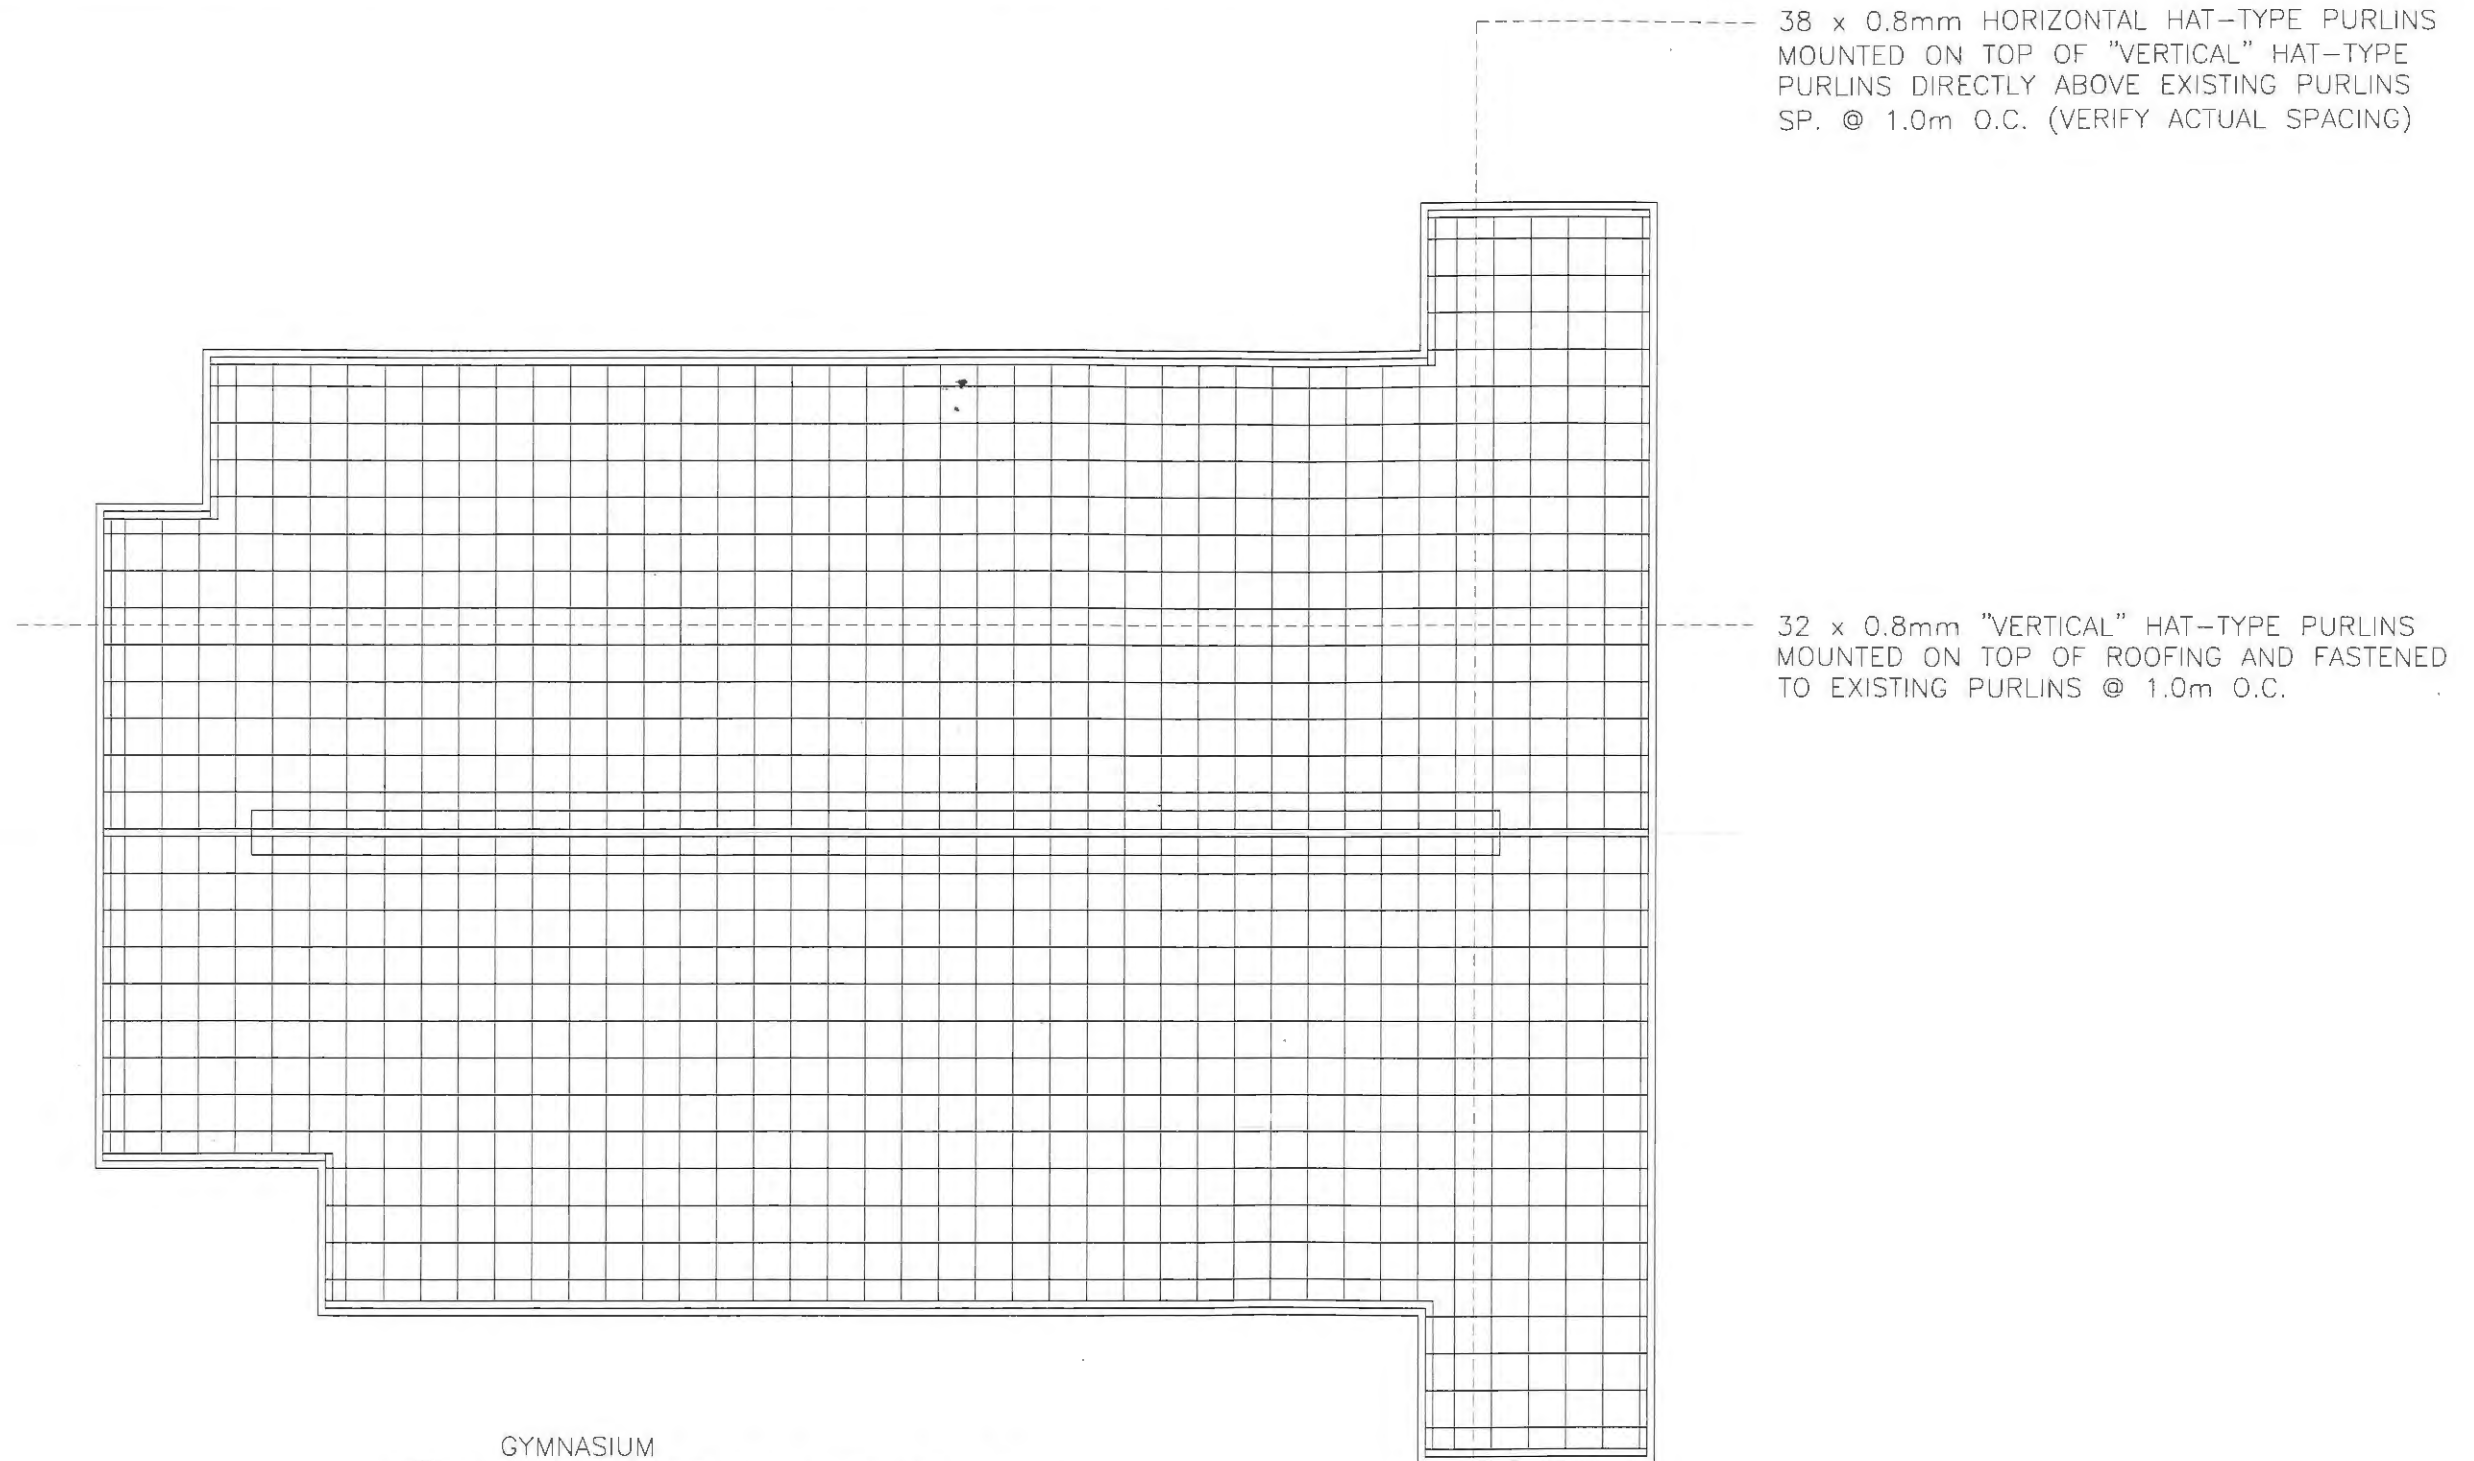 38 x 0.8mm HORIZONTAL HAT-TYPE PURLINS
MOUNTED ON TOP OF "VERTICAL" HAT-TYPE
PURLINS DIRECTLY ABOVE EXISTING PURLINS
SP. @ 1.0m O.C. (VERIFY ACTUAL SPACING)
32 x 0.8mm "VERTICAL" HAT-TYPE PURLINS
MOUNTED ON TOP OF ROOFING AND FASTENED
TO EXISTING PURLINS @ 1.0m O.C.
GYMNASIUM